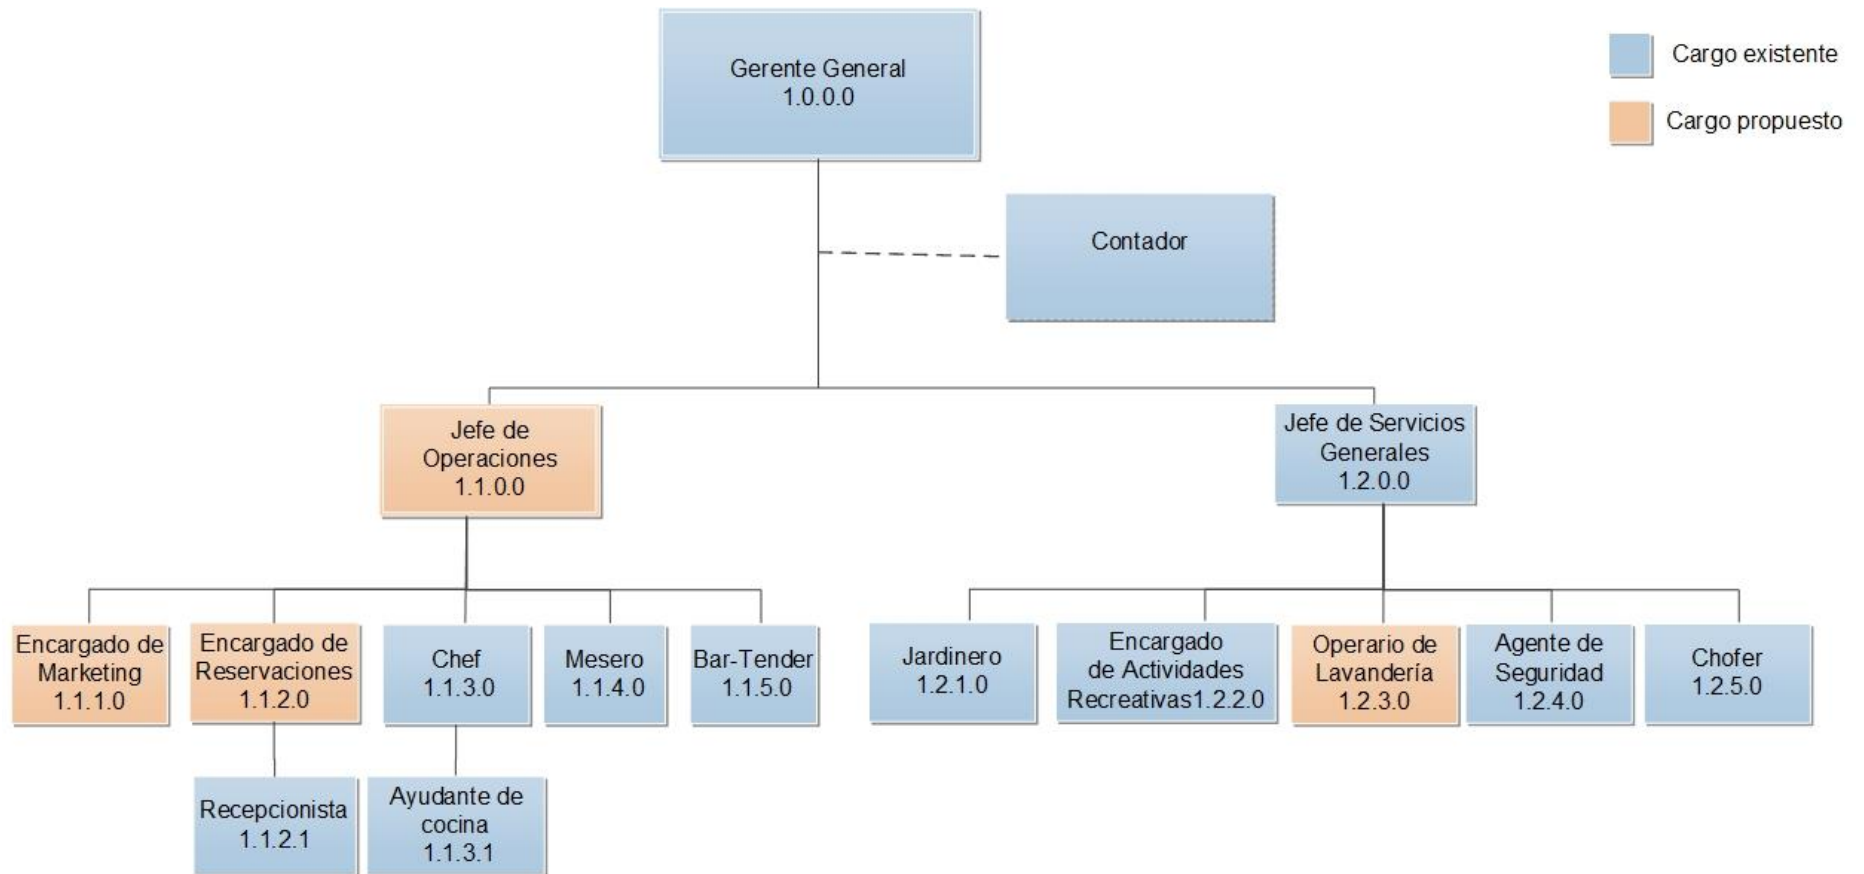 Gerente General
1.0.0.0
Cargo existente
Cargo propuesto
Contador
Jefe de
Operaciones
1.1.0.0
Jefe de Servicios
Generales
1.2.0.0
Encargado de
Marketing
1.1.1.0
Encargado de
Reservaciones
1.1.2.0
Chef
1.1.3.0
Mesero
1.1.4.0
Bar-Tender
1.1.5.0
Jardinero
1.2.1.0
Encargado
de Actividades
Recreativas1.2.2.0
Operario de
Lavandería
1.2.3.0
Agente de
Seguridad
1.2.4.0
Chofer
1.2.5.0
Recepcionista
1.1.2.1
Ayudante de
cocina
1.1.3.1